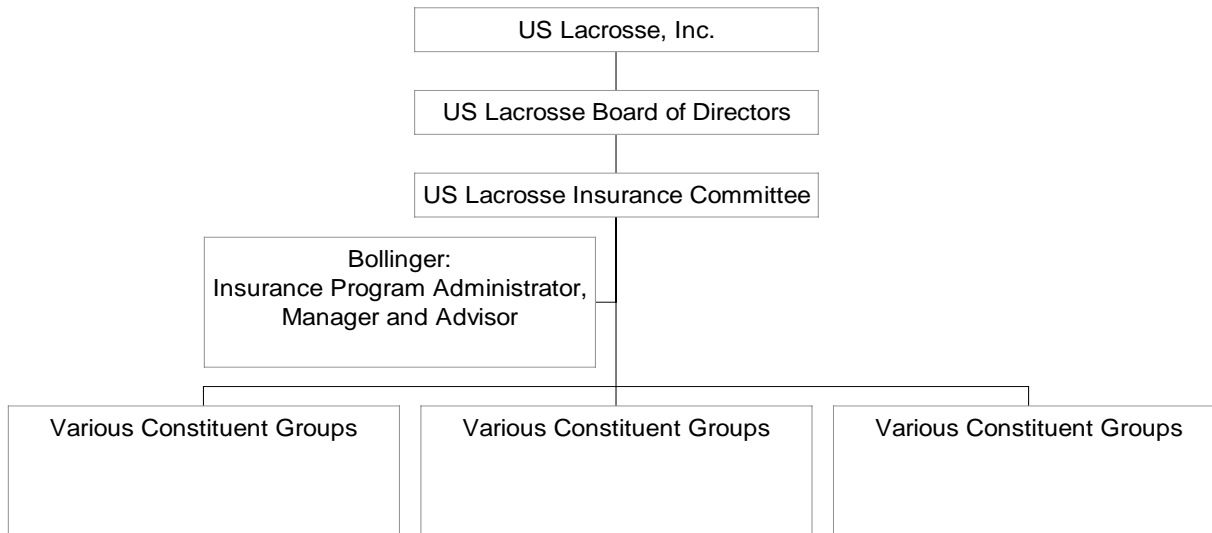 US Lacrosse, Inc.
US Lacrosse Board of Directors
US Lacrosse Insurance Committee
Bollinger:
Insurance Program Administrator,
Manager and Advisor
Various Constituent Groups
Various Constituent Groups
Various Constituent Groups